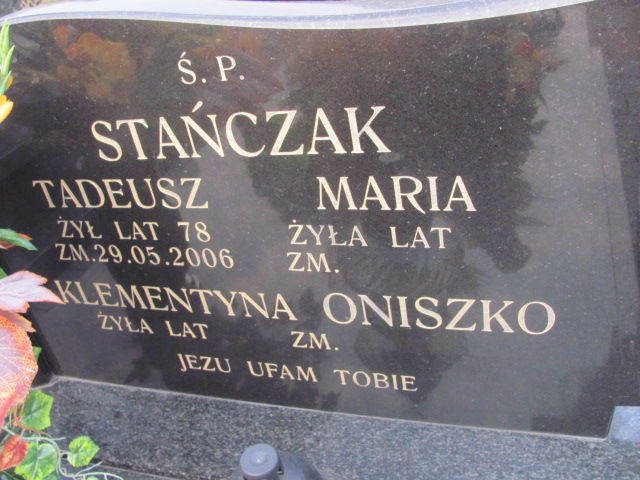 Ś. P.
STAŃCZAK
TADEUSZ MARIA
ŻYŁ LAT 78 ŻYŁA LAT
ZM. 29.05.2006 ZM.
KLEMENTYNA ONISZKO
ŻYŁA LAT ZM.
JEZU UFAM TOBIE